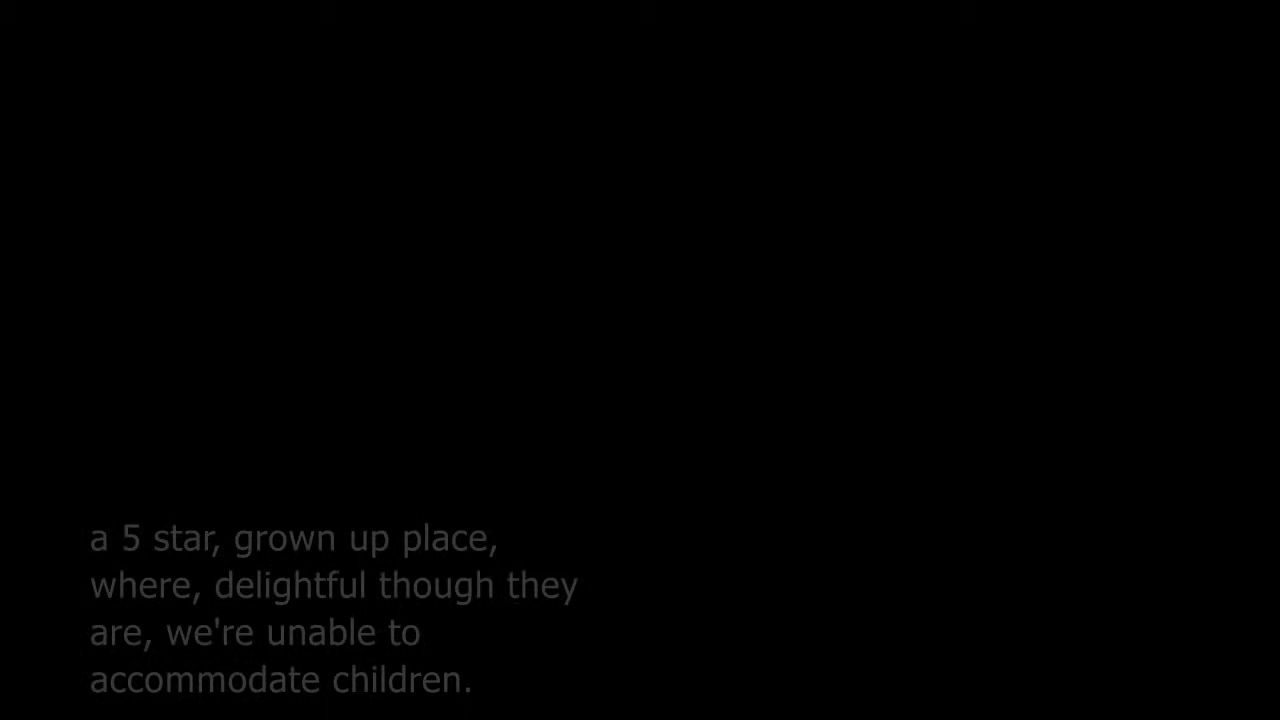 a 5 star, grown up place,
where, delightful though they
are, we're unable to
accommodate children.